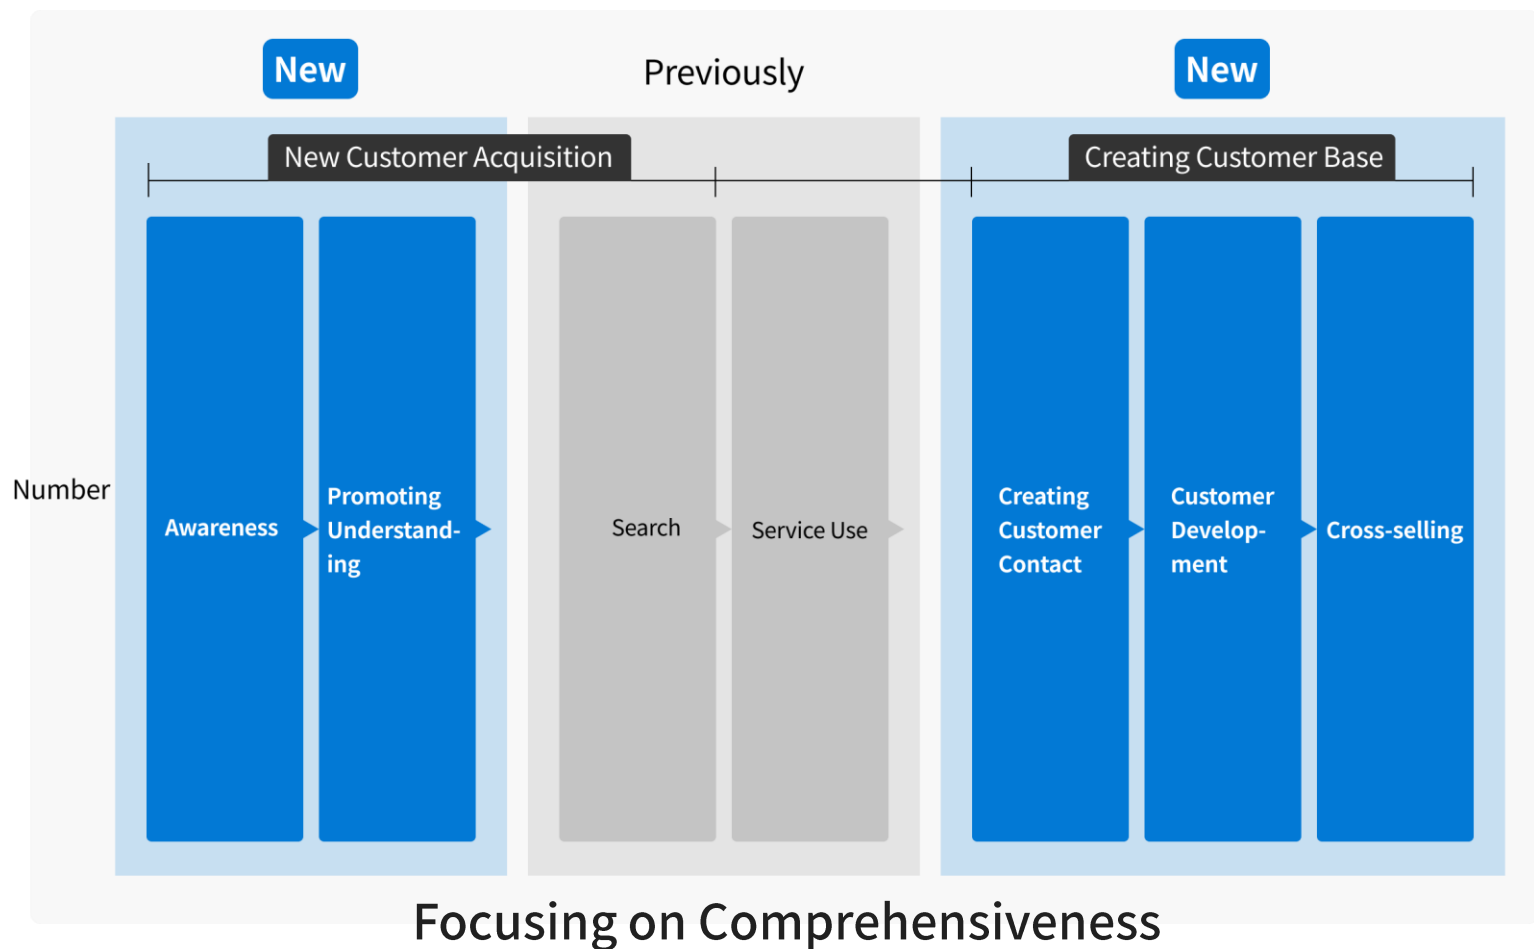 New
Previously
New
New Customer Acquisition
Creating Customer Base
Number
Awareness
Promoting
Understand-
ing
Search
Service Use
Creating
Customer
Contact
Customer
Develop-
ment
Cross-selling
Focusing on Comprehensiveness